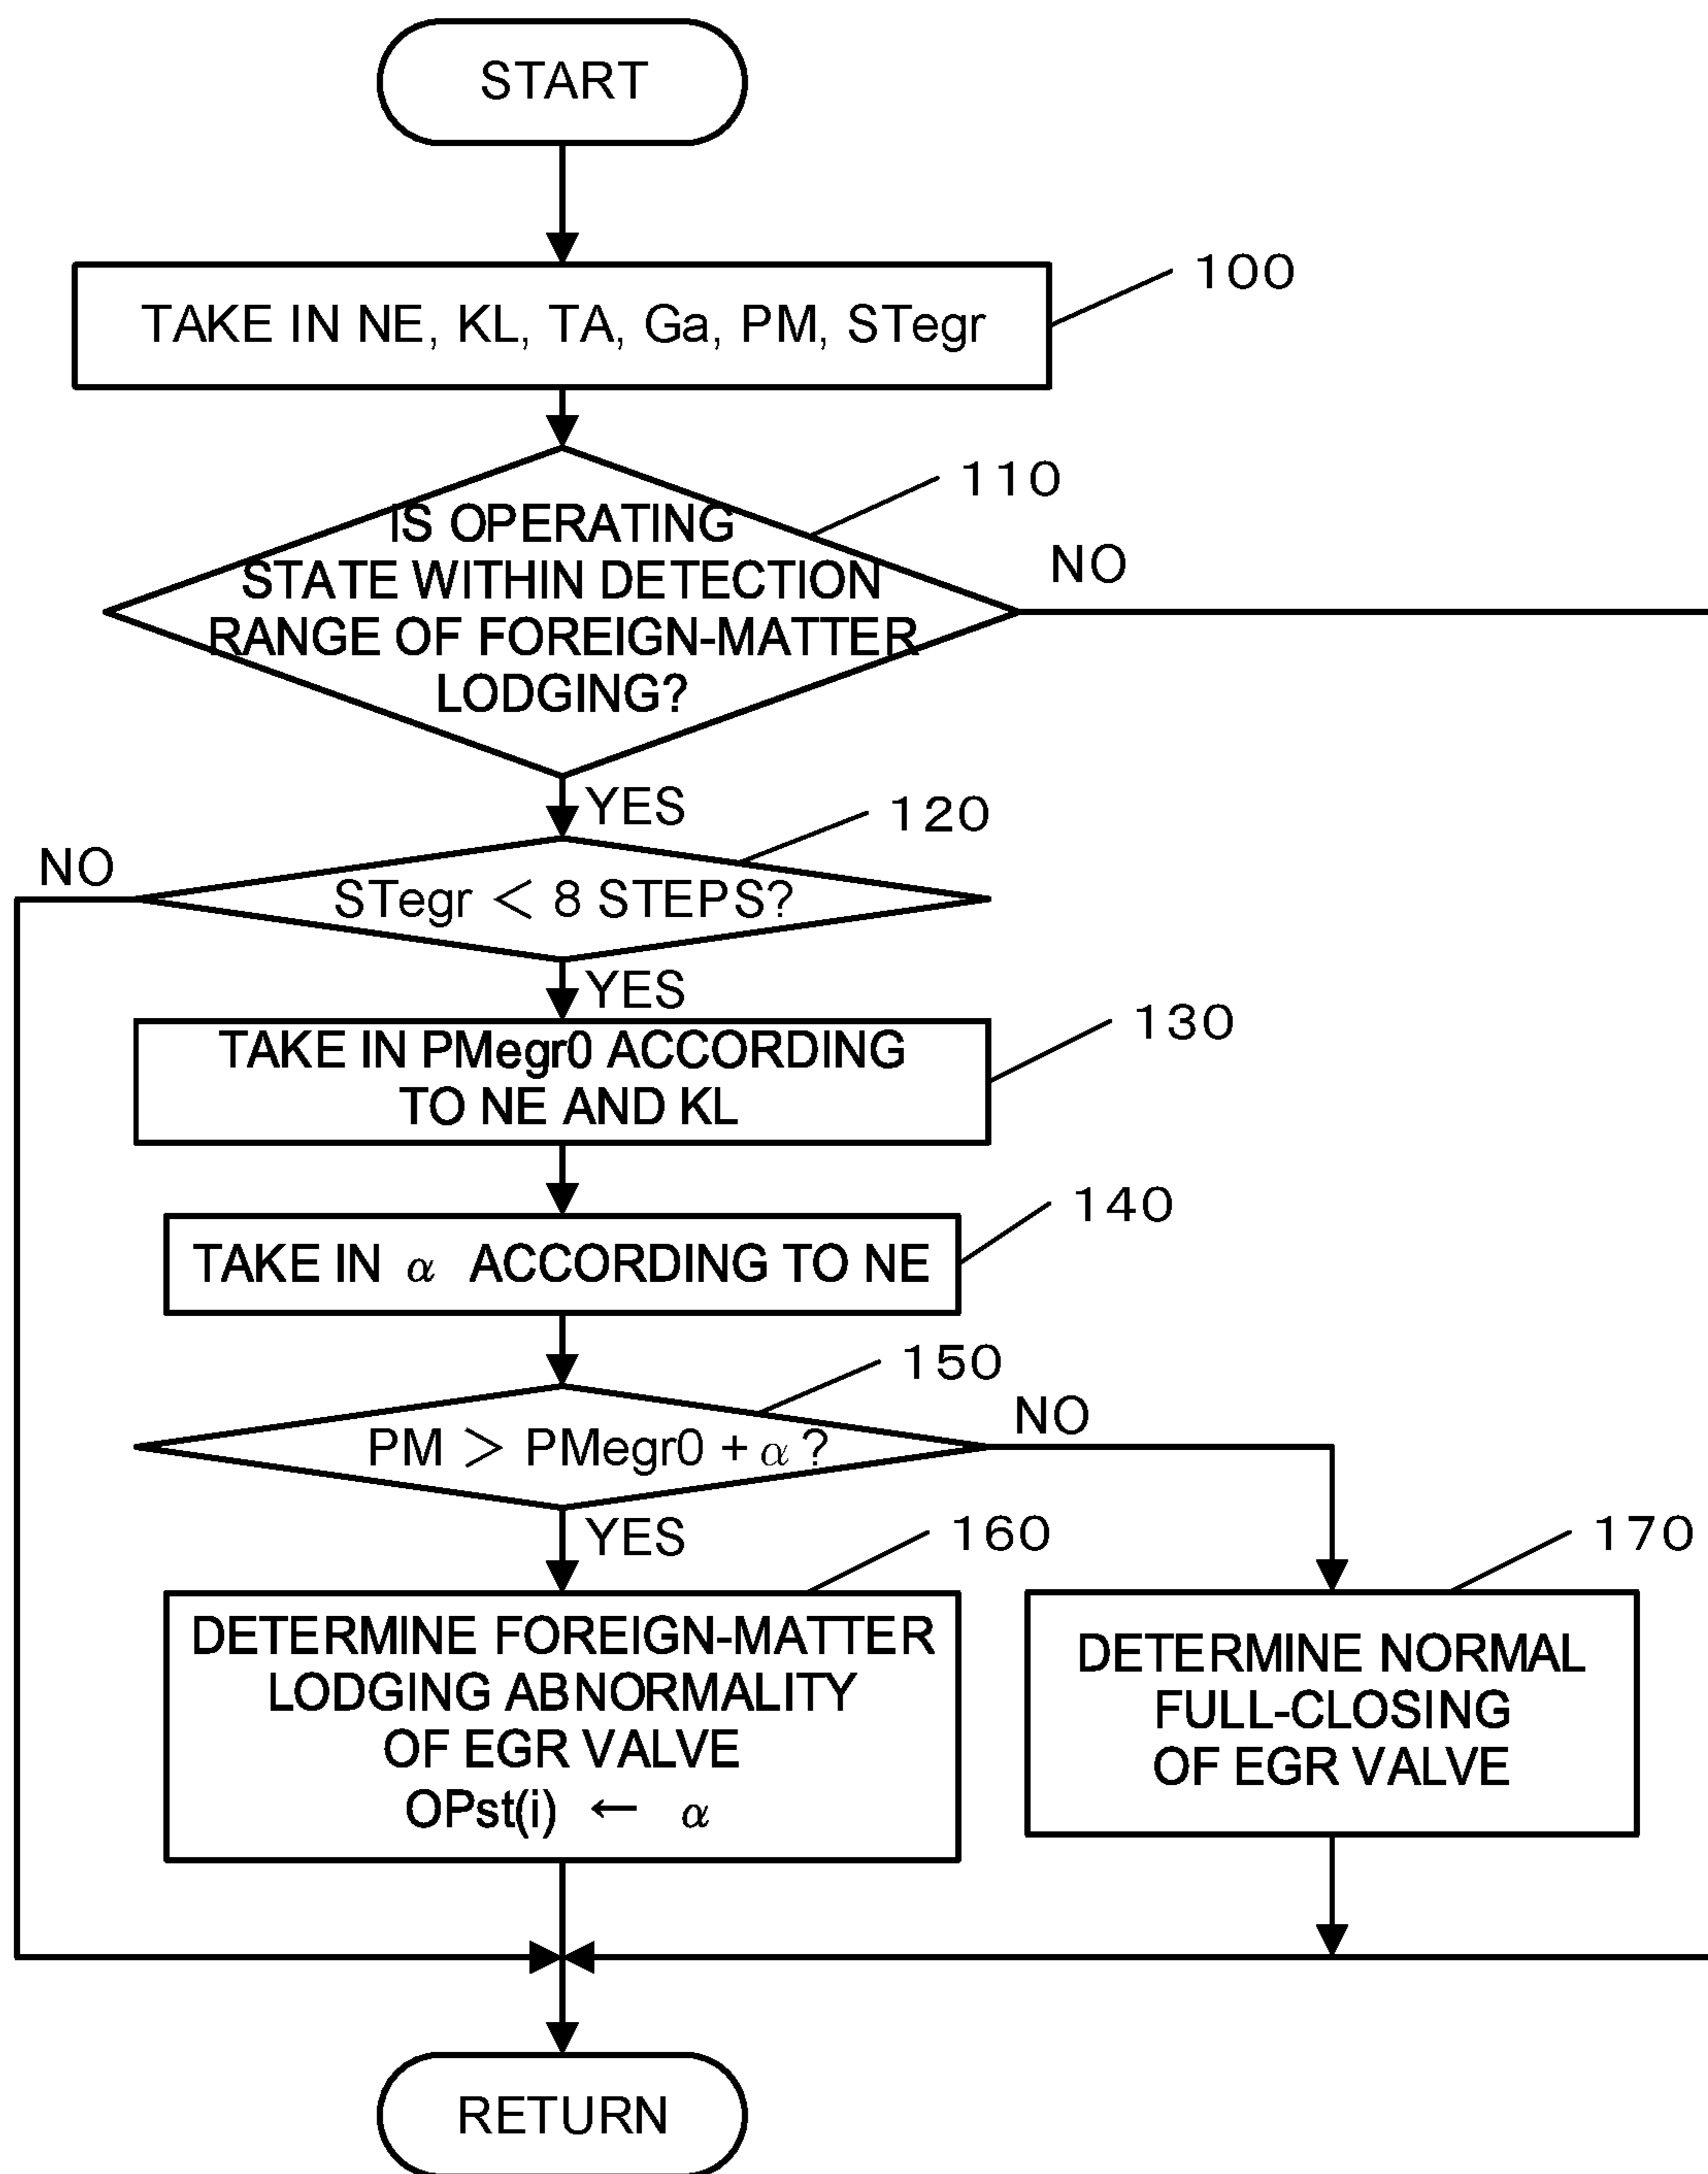 START
TAKE IN NE, KL, TA, Ga, PM, STegr
100
IS OPERATING
STATE WITHIN DETECTION
RANGE OF FOREIGN-MATTER
LODGING?
110
NO
YES
120
NO
STegr < 8 STEPS?
YES
TAKE IN PMegr0 ACCORDING
TO NE AND KL
130
TAKE IN α ACCORDING TO NE
140
150
PM > PMegr0 + α ?
NO
YES
160
DETERMINE FOREIGN-MATTER
LODGING ABNORMALITY
OF EGR VALVE
OPst(i) ← α
170
DETERMINE NORMAL
FULL-CLOSING
OF EGR VALVE
RETURN